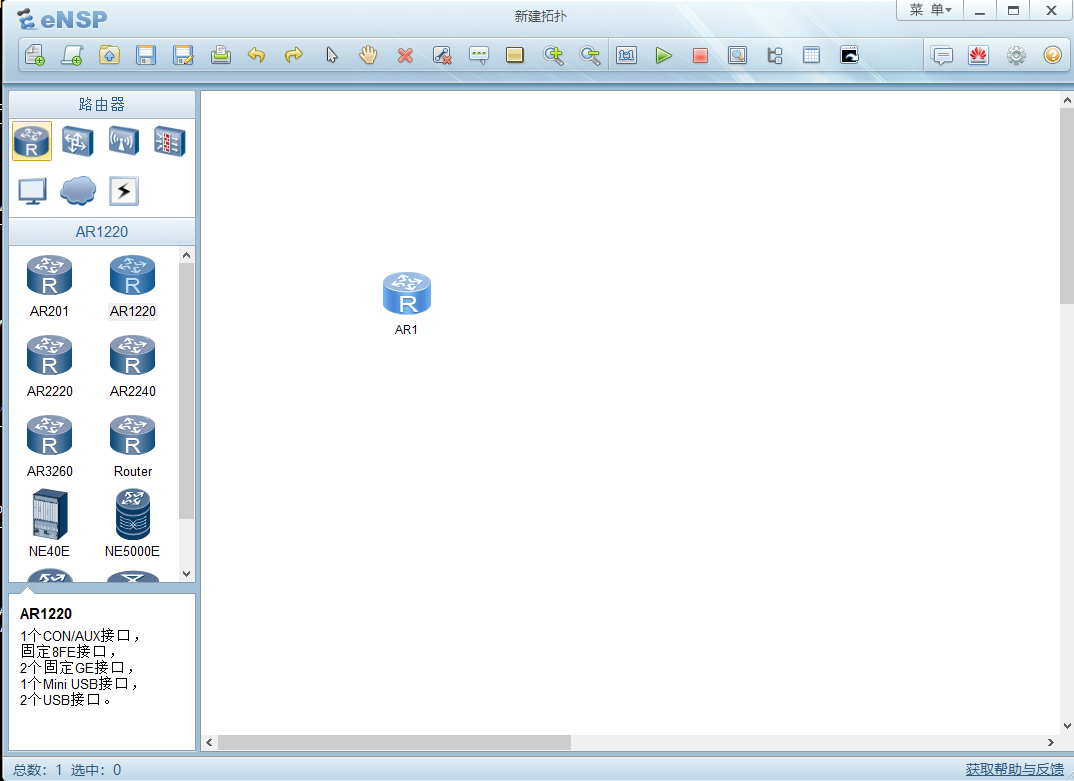 eNSP
新建拓扑
菜 单
1:1
路由器
R
AR1220
R R
AR201 AR1220
R R
AR2220 AR2240
R R
AR3260 Router
NE40E NE5000E
R
AR1
AR1220
1个CON/AUX接口，
固定8FE接口，
2个固定GE接口，
1个Mini USB接口，
2个USB接口。
总数：1 选中：0
获取帮助与反馈